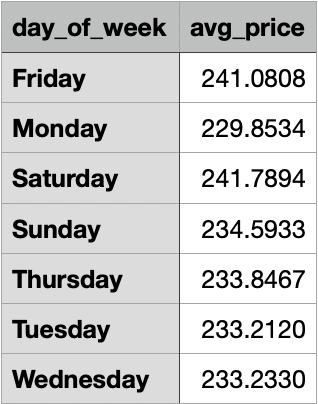 day_of_week avg_price
Friday 241.0808
Monday 229.8534
Saturday 241.7894
Sunday 234.5933
Thursday 233.8467
Tuesday 233.2120
Wednesday 233.2330